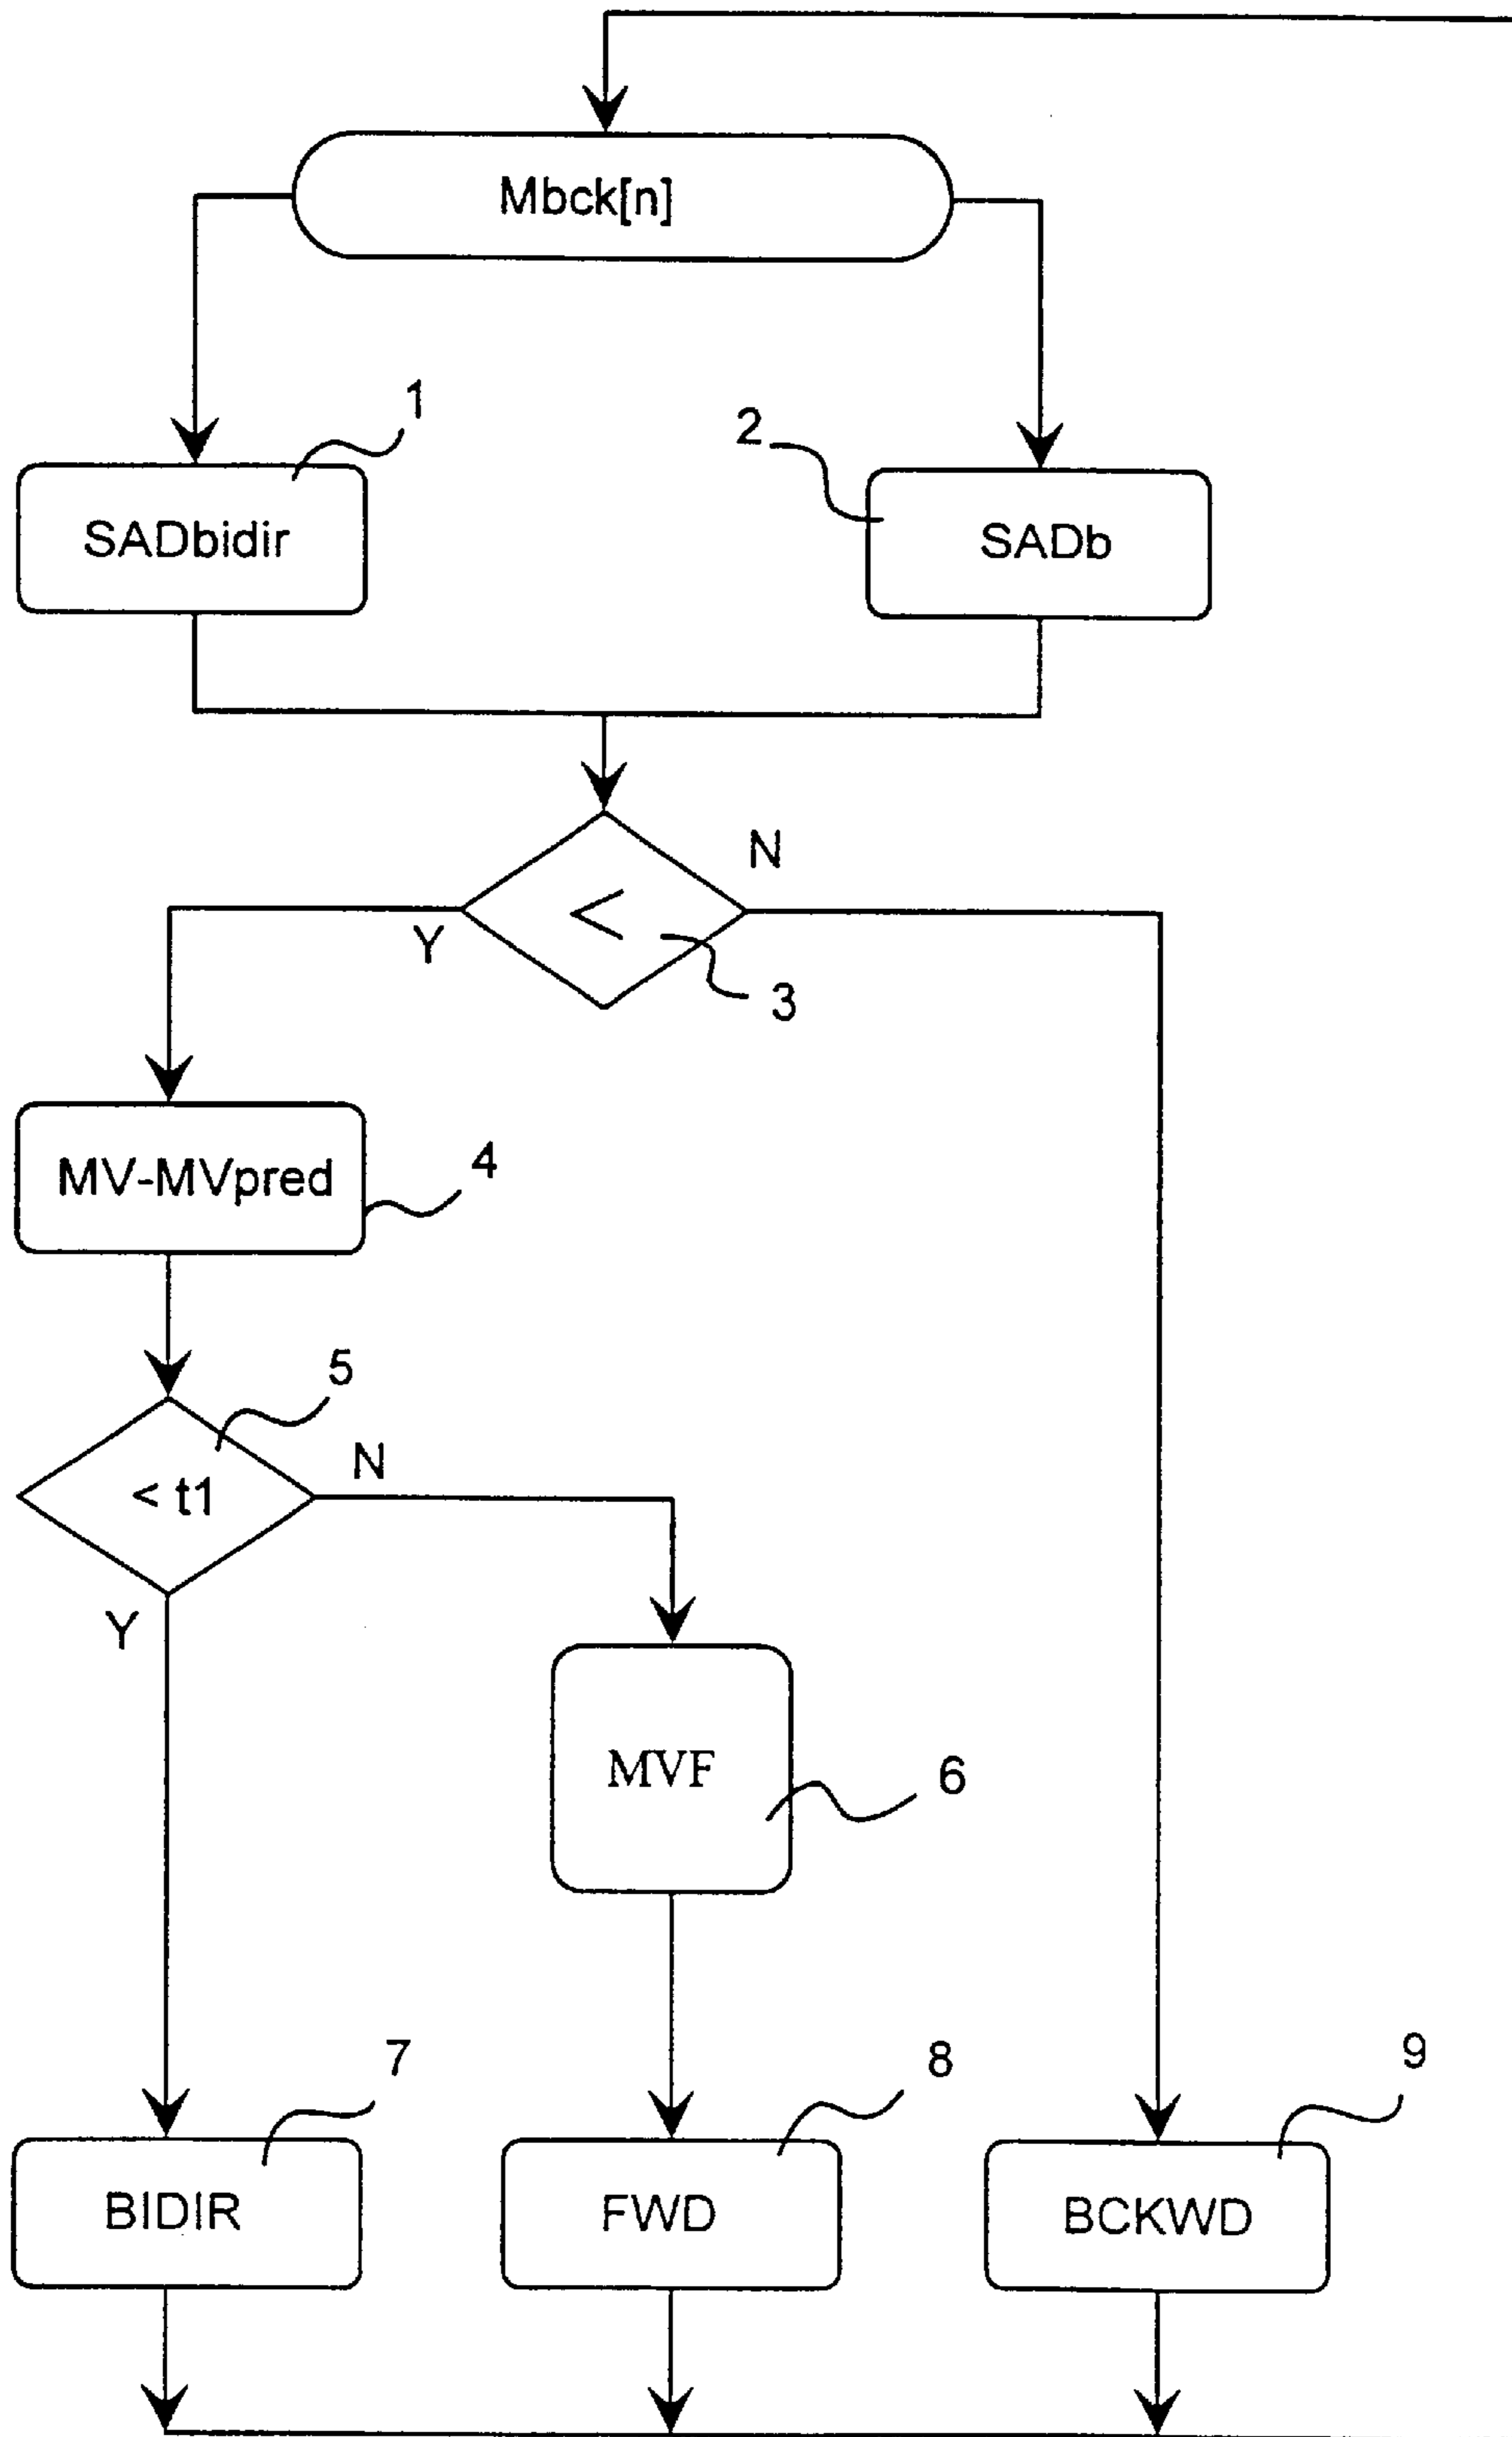 Mbck[n]
1
2
SADbidir
SADb
N
<
Y
3
MV-MVpred
4
5
N
< t1
Y
MVF
6
7
8
9
BIDIR
FWD
BCKWD